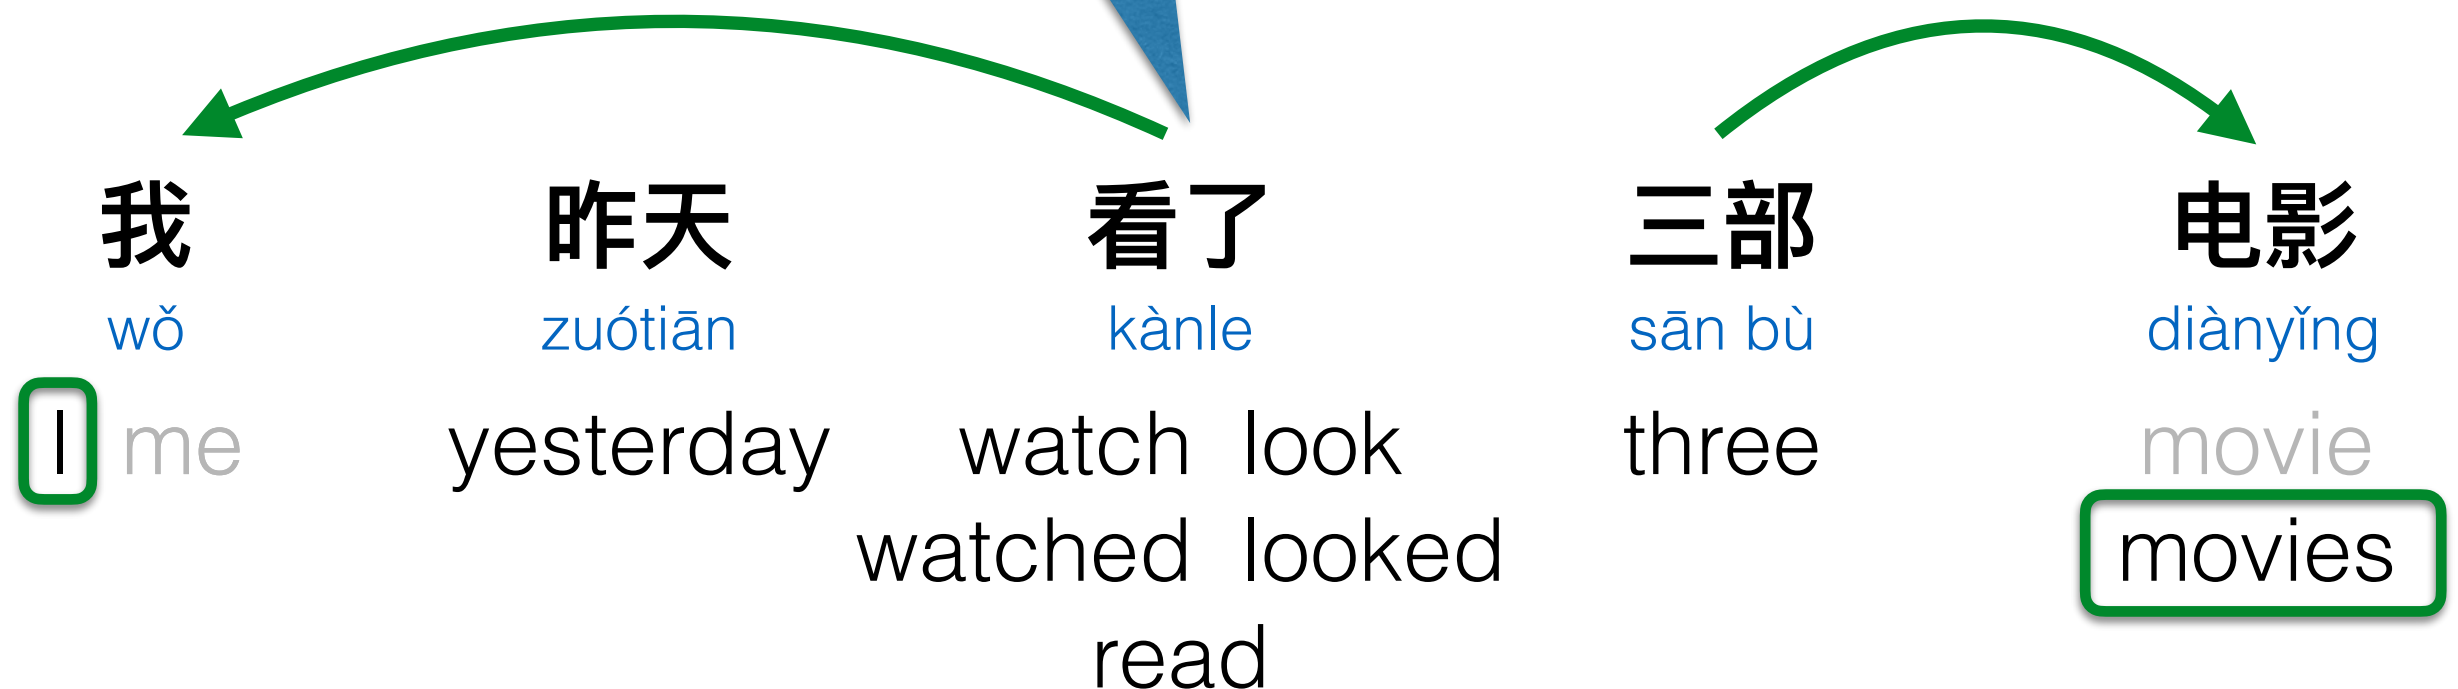 我 昨天 看了 三部 电影
wǒ zuótiān kànle sān bù diànyǐng
I me yesterday watch look three movie
watched looked movies
read